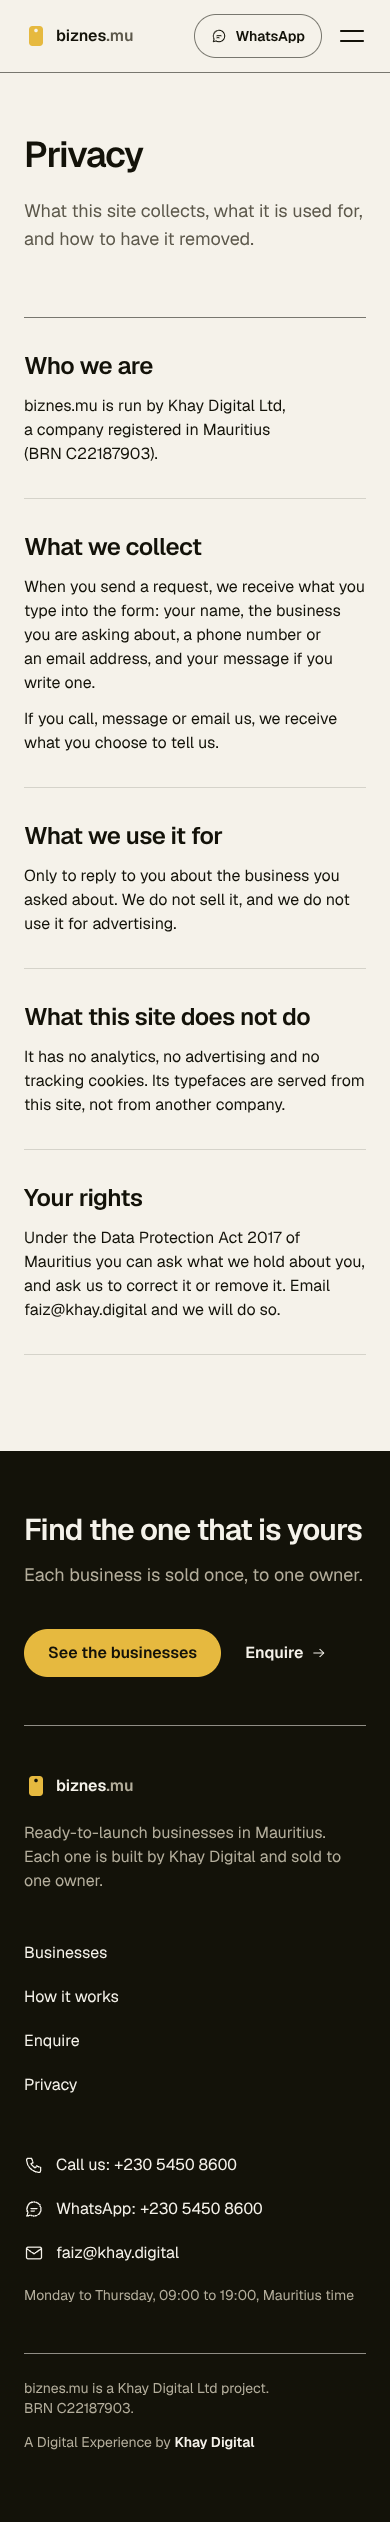 biznes.mu
WhatsApp
Privacy
What this site collects, what it is used for,
and how to have it removed.
Who we are
biznes.mu is run by Khay Digital Ltd,
a company registered in Mauritius
(BRN C22187903).
What we collect
When you send a request, we receive what you
type into the form: your name, the business
you are asking about, a phone number or
an email address, and your message if you
write one.
If you call, message or email us, we receive
what you choose to tell us.
What we use it for
Only to reply to you about the business you
asked about. We do not sell it, and we do not
use it for advertising.
What this site does not do
It has no analytics, no advertising and no
tracking cookies. Its typefaces are served from
this site, not from another company.
Your rights
Under the Data Protection Act 2017 of
Mauritius you can ask what we hold about you,
and ask us to correct it or remove it. Email
faiz@khay.digital and we will do so.
Find the one that is yours
Each business is sold once, to one owner.
See the businesses
Enquire →
biznes.mu
Ready-to-launch businesses in Mauritius.
Each one is built by Khay Digital and sold to
one owner.
Businesses
How it works
Enquire
Privacy
Call us: +230 5450 8600
WhatsApp: +230 5450 8600
faiz@khay.digital
Monday to Thursday, 09:00 to 19:00, Mauritius time
biznes.mu is a Khay Digital Ltd project.
BRN C22187903.
A Digital Experience by Khay Digital